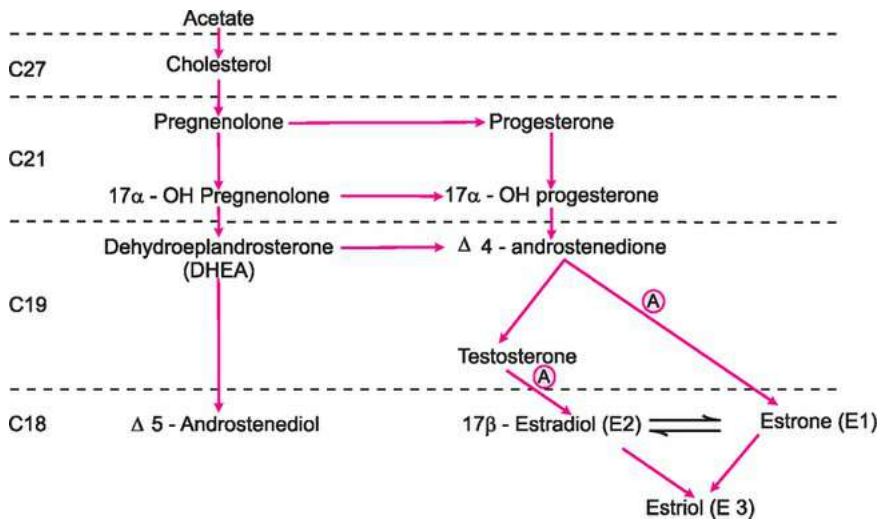 Acetate
C27
Cholesterol
Pregnenolone
Progesterone
C21
17α - OH Pregnenolone
17α - OH progesterone
Dehydroeplandrosterone
(DHEA)
Δ 4 - androstenedione
C19
A
Testosterone
A
C18
Δ 5 - Androstenediol
17β - Estradiol (E2)
Estrone (E1)
Estriol (E 3)